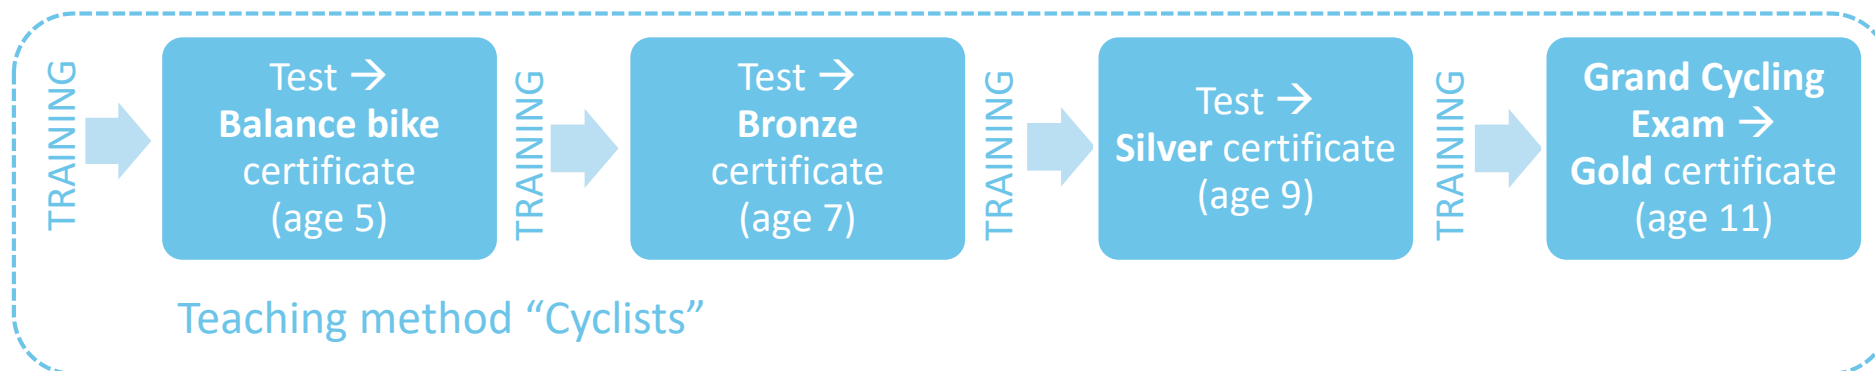 TRAINING
Test →
Balance bike
certificate
(age 5)
TRAINING
Test →
Bronze
certificate
(age 7)
TRAINING
Test →
Silver certificate
(age 9)
TRAINING
Grand Cycling
Exam →
Gold certificate
(age 11)
Teaching method “Cyclists”